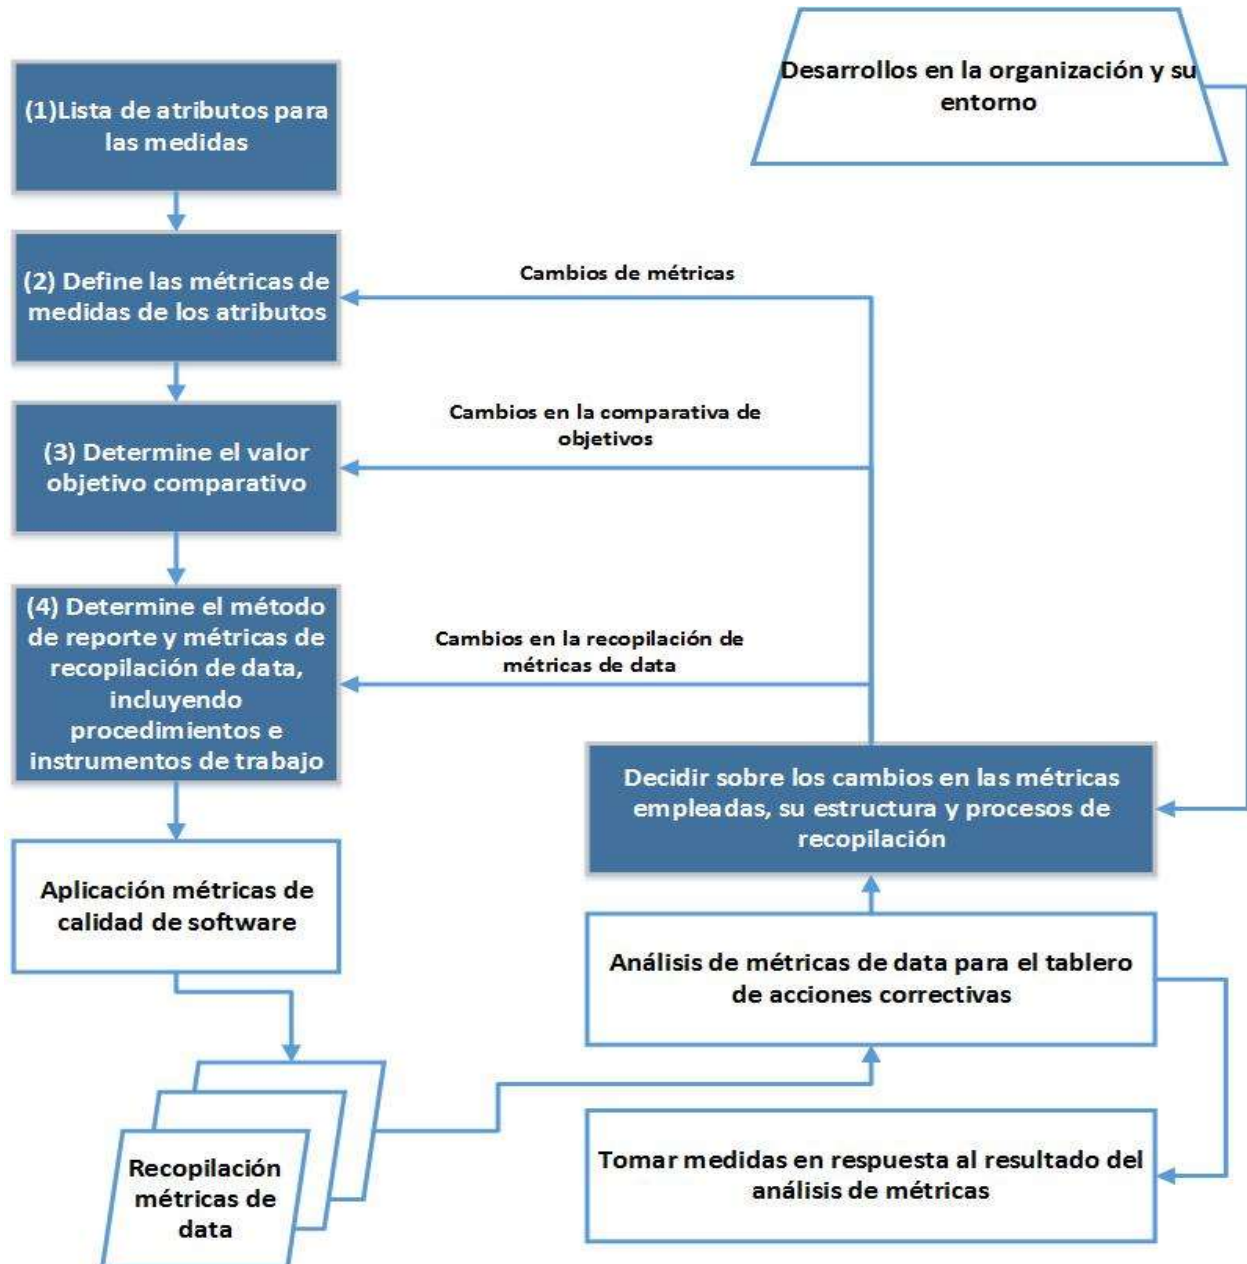 Desarrollos en la organización y su
entorno
(1)Lista de atributos para
las medidas
(2) Define las métricas de
medidas de los atributos
Cambios de métricas
(3) Determine el valor
objetivo comparativo
Cambios en la comparativa de
objetivos
(4) Determine el método
de reporte y métricas de
recopilación de data,
incluyendo
procedimientos e
instrumentos de trabajo
Cambios en la recopilación de
métricas de data
Decidir sobre los cambios en las métricas
empleadas, su estructura y procesos de
recopilación
Aplicación métricas de
calidad de software
Análisis de métricas de data para el tablero
de acciones correctivas
Recopilación
métricas de
data
Tomar medidas en respuesta al resultado del
análisis de métricas